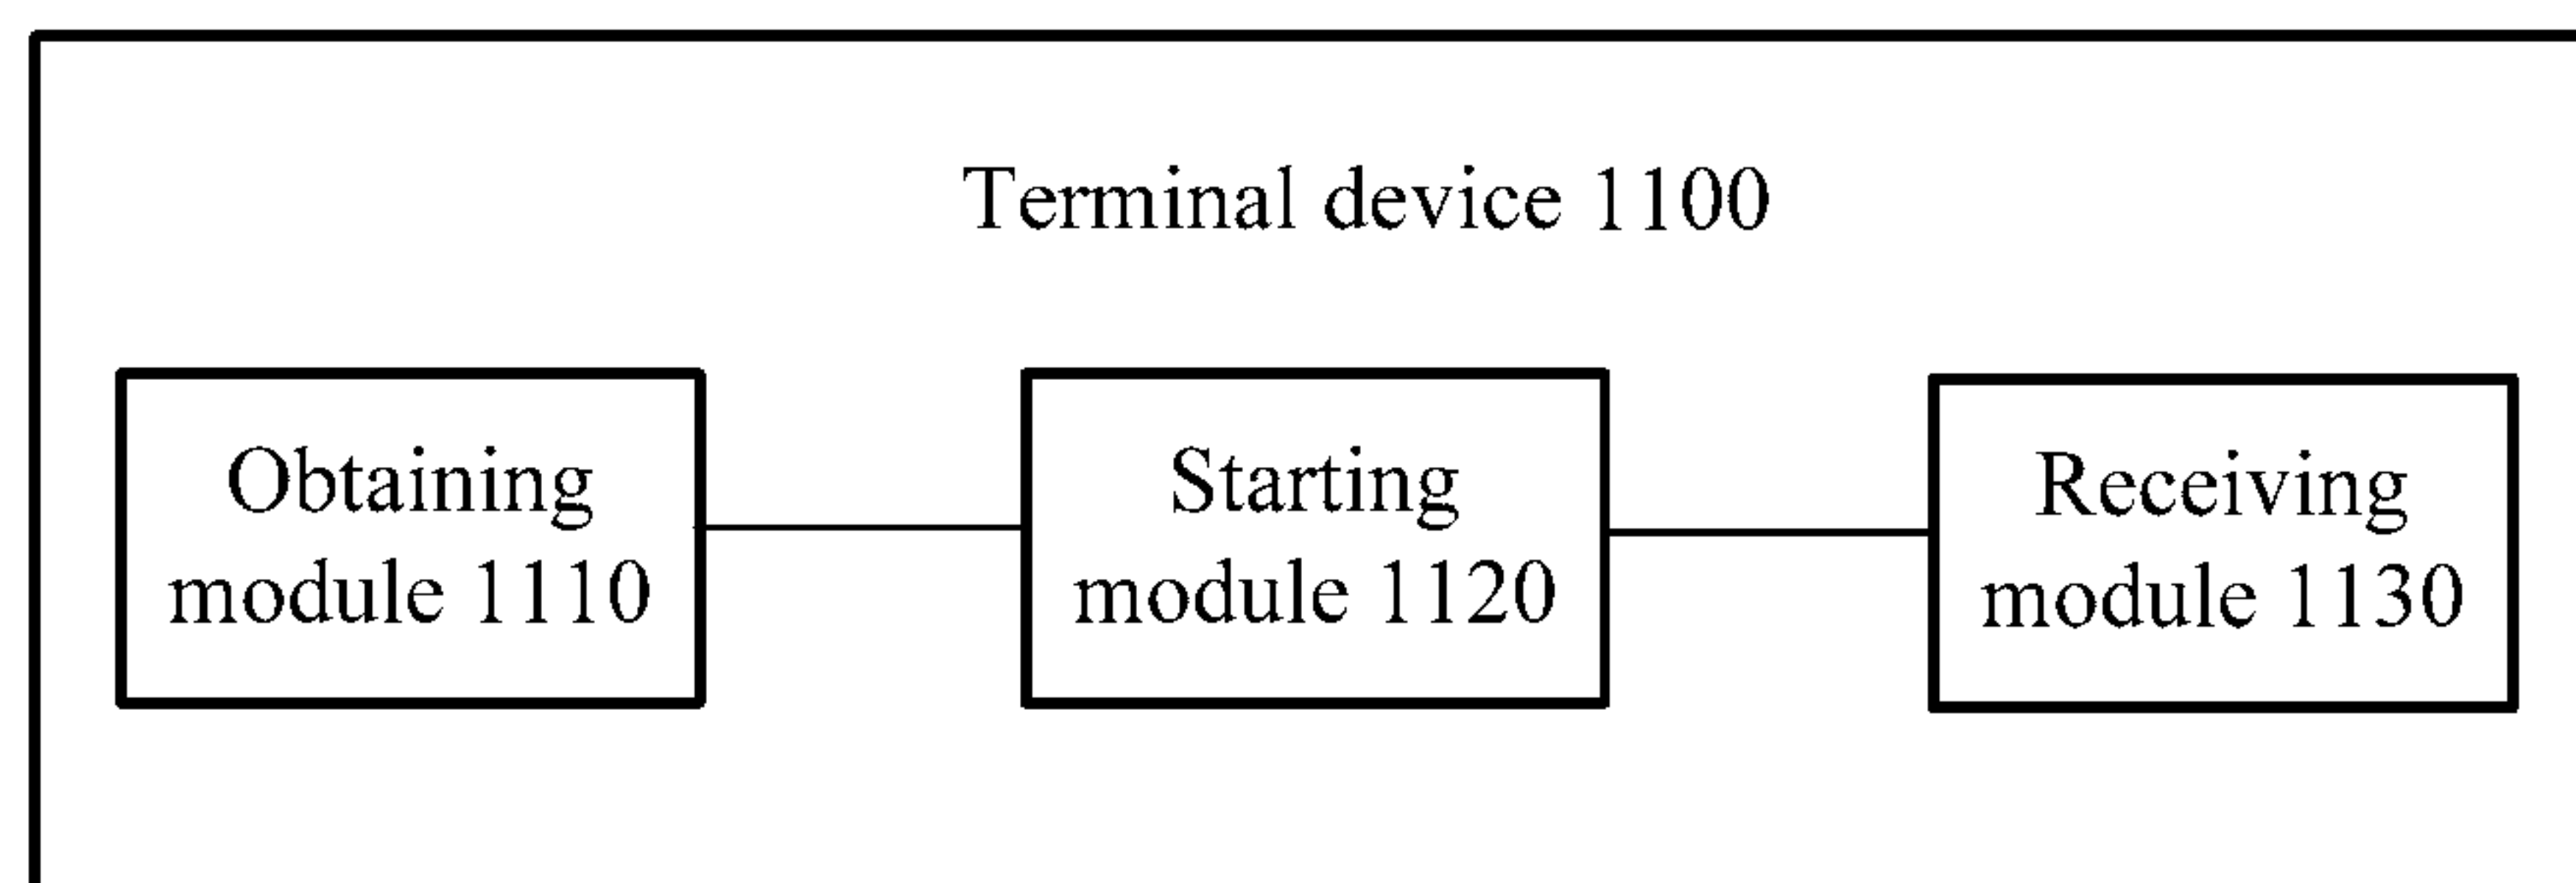 Terminal device 1100
Obtaining
module 1110
Starting
module 1120
Receiving
module 1130